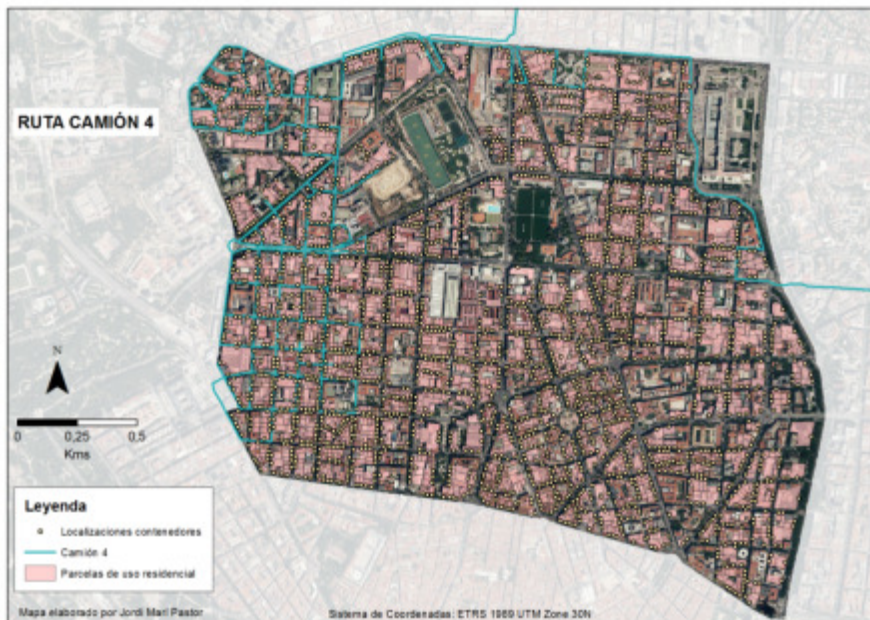 RUTA CAMIÓN 4
N
0 0,25 0,5
Kms
Leyenda
Localizaciones contenedores
Camión 4
Parcelas de uso residencial
Mapa elaborado por Jordi Marí Pastor
Sistema de Coordenadas: ETRS 1989 UTM Zone 30N